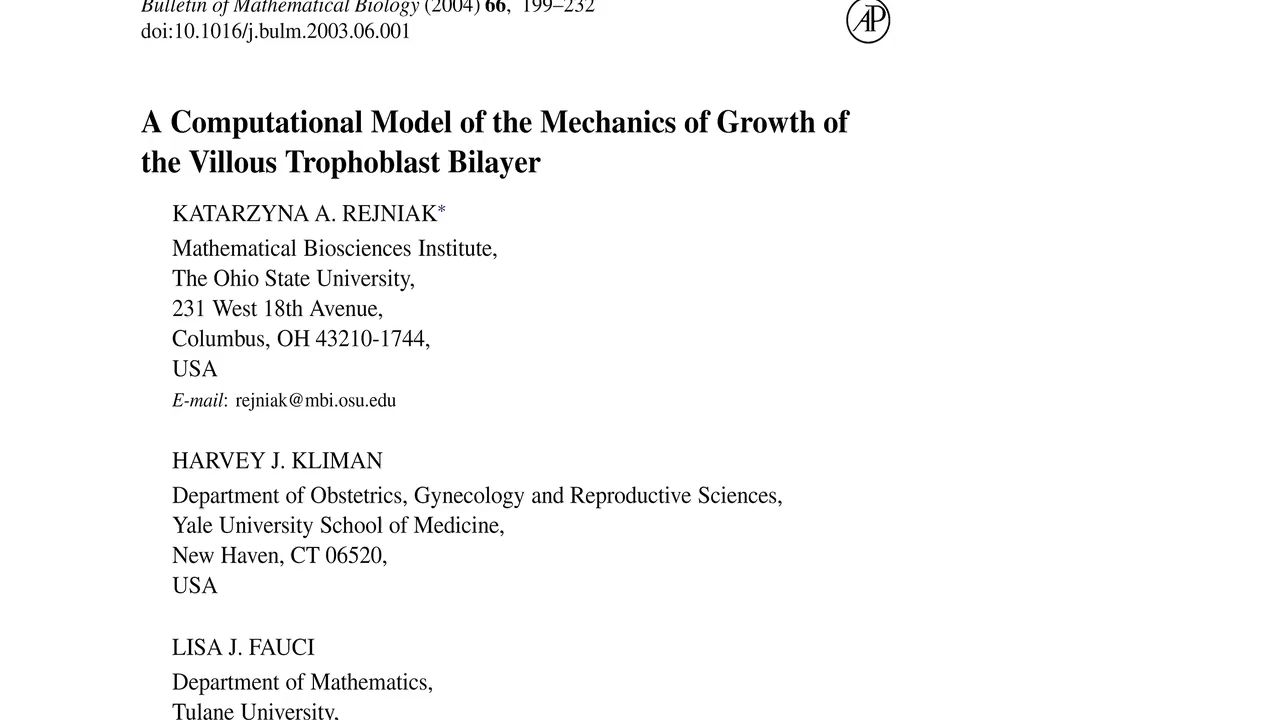 Bulletin of Mathematical Biology (2004) 66, 199–232
doi:10.1016/j.bulm.2003.06.001
AP
A Computational Model of the Mechanics of Growth of
the Villous Trophoblast Bilayer
KATARZYNA A. REJNIAK*
Mathematical Biosciences Institute,
The Ohio State University,
231 West 18th Avenue,
Columbus, OH 43210-1744,
USA
E-mail: rejniak@mbi.osu.edu
HARVEY J. KLIMAN
Department of Obstetrics, Gynecology and Reproductive Sciences,
Yale University School of Medicine,
New Haven, CT 06520,
USA
LISA J. FAUCI
Department of Mathematics,
Tulane University,